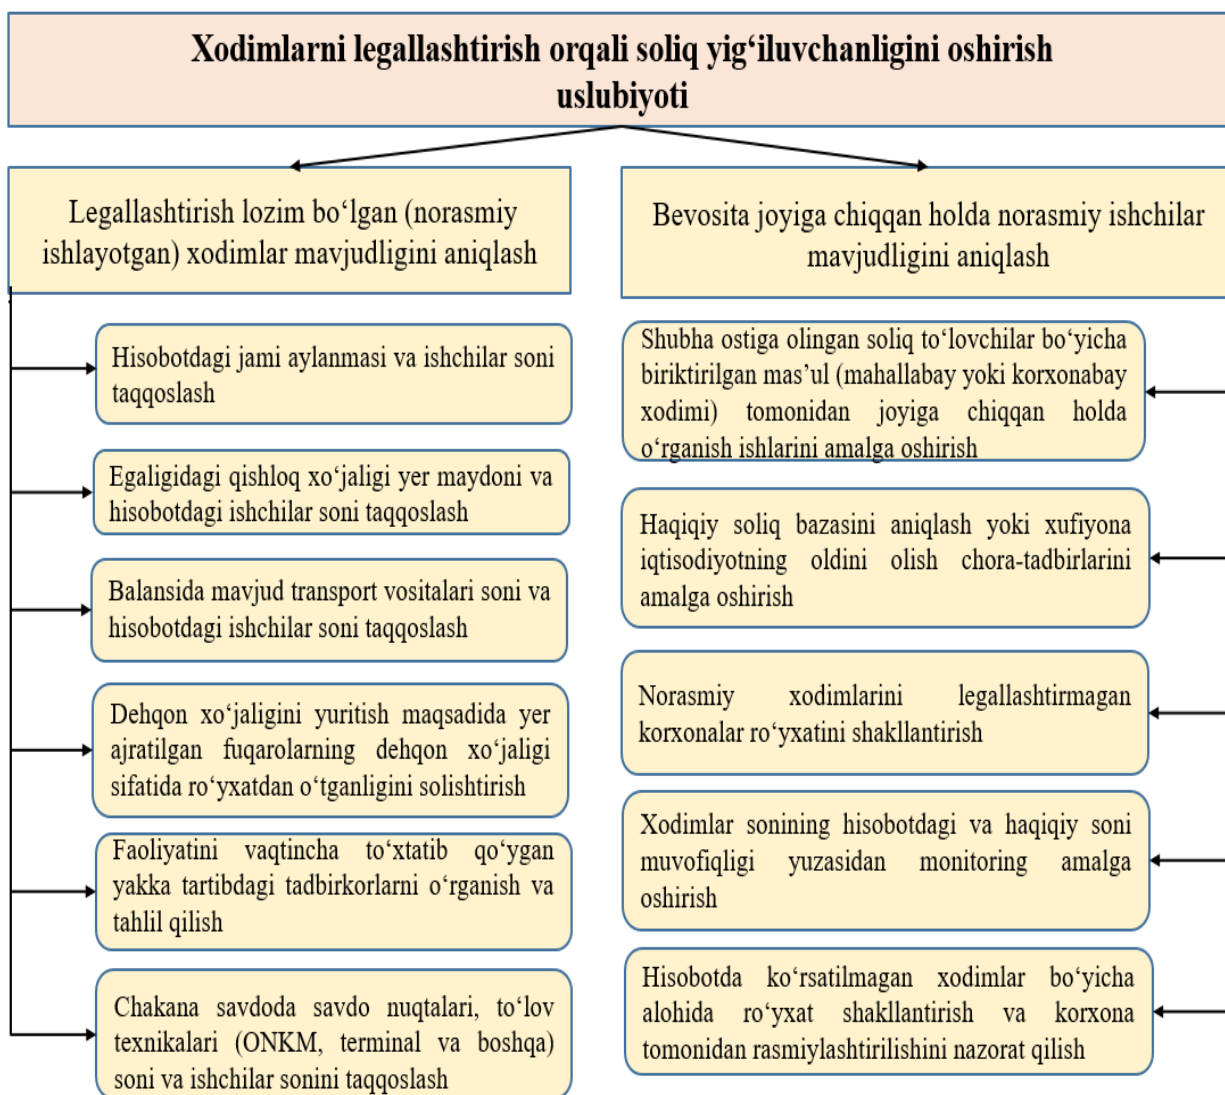 Xodimlarni legallashtirish orqali soliq yig‘iluvchanligini oshirish
uslubiyoti
Legallashtirish lozim bo‘lgan (norasmiy
ishlayotgan) xodimlar mavjudligini aniqlash
Hisobotdagi jami aylanmasi va ishchilar soni
taqqoslash
Egaligidagi qishloq xo‘jaligi yer maydoni va
hisobotdagi ishchilar soni taqqoslash
Balansida mavjud transport vositalari soni va
hisobotdagi ishchilar soni taqqoslash
Dehqon xo‘jaligini yuritish maqsadida yer
ajratilgan fuqarolarning dehqon xo‘jaligi
sifatida ro‘yxatdan o‘tganligini solishtirish
Faoliyatini vaqtincha to‘xtatib qo‘ygan
yakka tartibdagi tadbirkorlarni o‘rganish va
tahlil qilish
Chakana savdoda savdo nuqtalari, to‘lov
texnikalari (ONKM, terminal va boshqa)
soni va ishchilar sonini taqqoslash
Bevosita joyiga chiqqan holda norasmiy ishchilar
mavjudligini aniqlash
Shubha ostiga olingan soliq to‘lovchilar bo‘yicha
biriktirilgan mas’ul (mahallabay yoki korxonabay
xodimi) tomonidan joyiga chiqqan holda
o‘rganish ishlarini amalga oshirish
Haqiqiy soliq bazasini aniqlash yoki xufiyona
iqtisodiyotning oldini olish chora-tadbirlarini
amalga oshirish
Norasmiy xodimlarini legallashtirmagan
korxonalar ro‘yxatini shakllantirish
Xodimlar sonining hisobotdagi va haqiqiy soni
muvofiqligi yuzasidan monitoring amalga
oshirish
Hisobotda ko‘rsatilmagan xodimlar bo‘yicha
alohida ro‘yxat shakllantirish va korxona
tomonidan rasmiylashtirilishini nazorat qilish